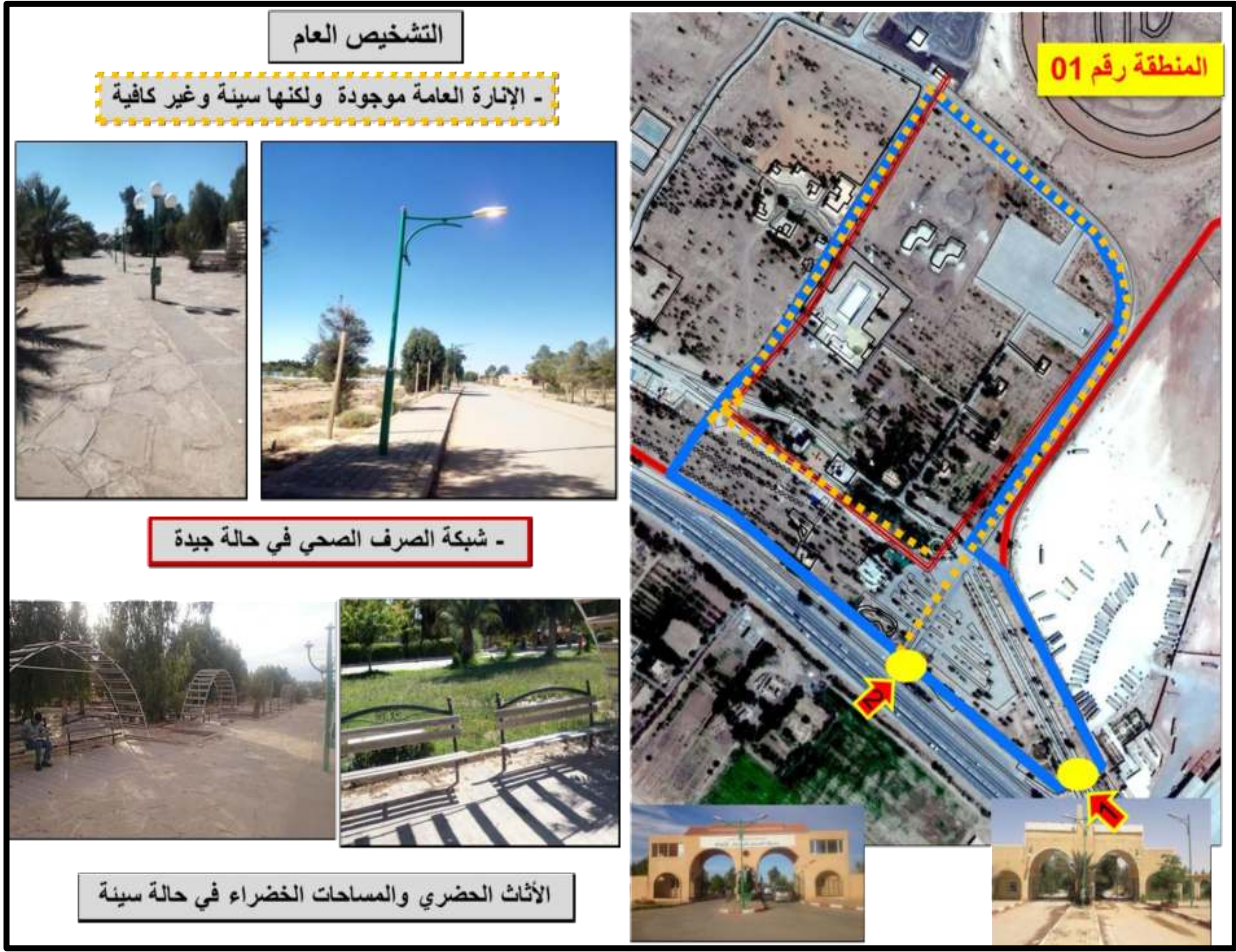 التشخيص العام
- الإنارة العامة موجودة ولكنها سيئة وغير كافية
المنطقة رقم 01
- شبكة الصرف الصحي في حالة جيدة
2
1
الأثاث الحضري والمساحات الخضراء في حالة سيئة